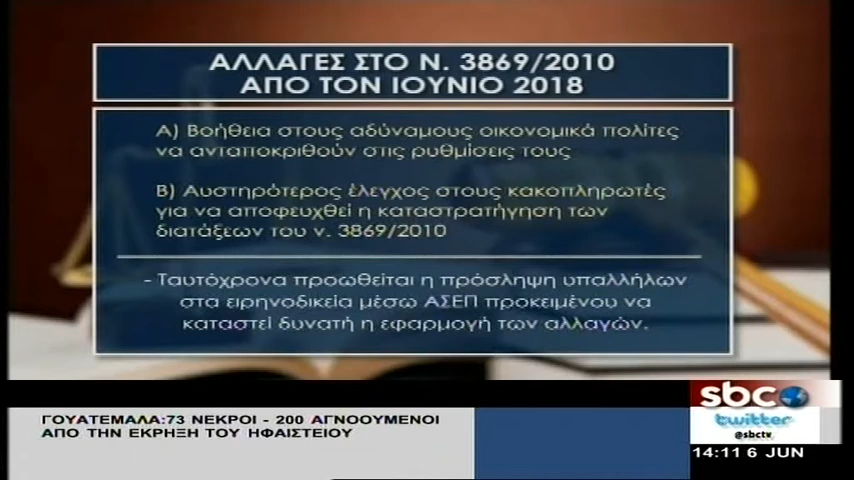 ΑΛΛΑΓΕΣ ΣΤΟ Ν. 3869/2010
ΑΠΟ ΤΟΝ ΙΟΥΝΙΟ 2018
Α) Βοήθεια στους αδύναμους οικονομικά πολίτες
να ανταποκριθούν στις ρυθμίσεις τους
Β) Αυστηρότερος έλεγχος στους κακοπληρωτές
για να αποφευχθεί η καταστρατήγηση των
διατάξεων του ν. 3869/2010
- Ταυτόχρονα προωθείται η πρόσληψη υπαλλήλων
στα ειρηνοδικεία μέσω ΑΣΕΠ προκειμένου να
καταστεί δυνατή η εφαρμογή των αλλαγών.
sbc
twitter
@sbctv
ΓΟΥΑΤΕΜΑΛΑ:73 ΝΕΚΡΟΙ - 200 ΑΓΝΟΟΥΜΕΝΟΙ
ΑΠΟ ΤΗΝ ΕΚΡΗΞΗ ΤΟΥ ΗΦΑΙΣΤΕΙΟΥ
14:11 6 JUN